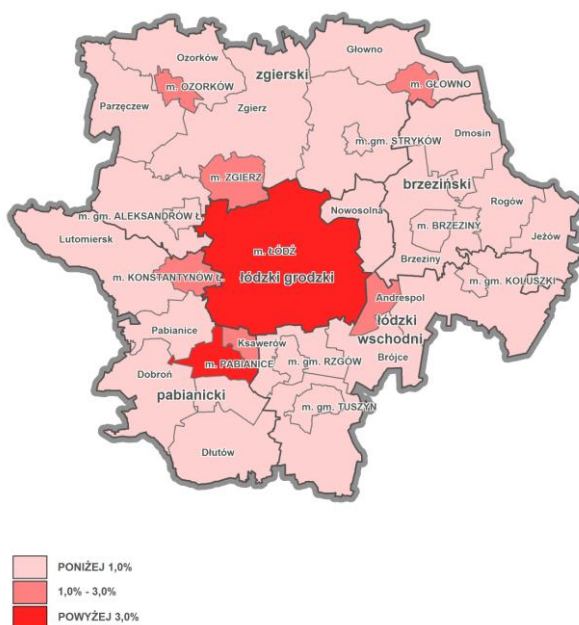 Ozorków
Głowno
zgierski
m. OZORKÓW
m. GŁOWNO
Parzęczew
Zgierz
Dmosin
m.gm. STRYKÓW
m. ZGIERZ
brzeziński
Rogów
Nowosolna
m.gm. ALEKSANDRÓW Ł.
m. BRZEZINY
Lutomiersk
Jeżów
m. ŁÓDŹ
Brzeziny
m. KONSTANTYNÓW Ł.
łódzki grodzki
m.gm. KOLUSZKI
Andrespol
łódzki
Pabianice
wschodni
Ksawerów
Brójce
m. PABIANICE
m.gm. RZGÓW
Dobroń
pabianicki
m.gm. TUSZYN
Dłutów
PONIŻEJ 1,0%
1,0% - 3,0%
POWYŻEJ 3,0%